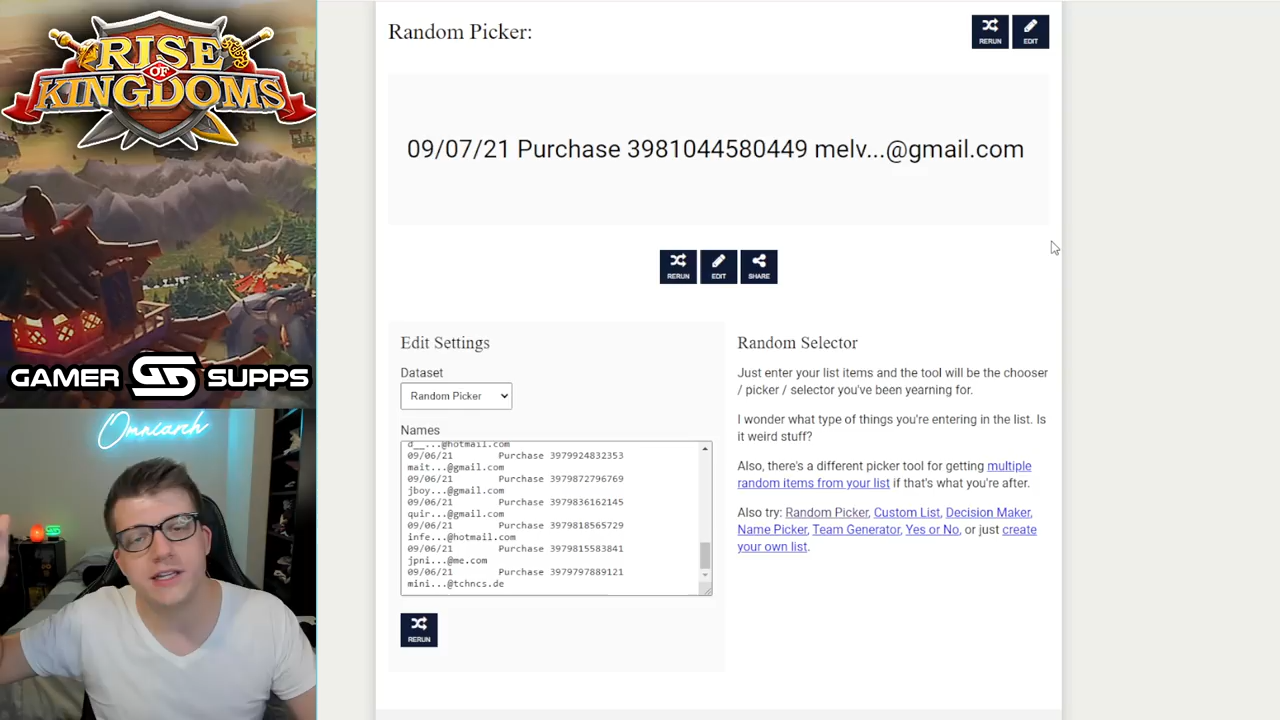 RISE
OF
KINGDOMS
GAMER GS SUPPS
Omniarch
Random Picker:
RERUN
EDIT
09/07/21 Purchase 3981044580449 melv...@gmail.com
RERUN
EDIT
SHARE
Edit Settings
Dataset
Random Picker
Names
d__...@hotmail.com
09/06/21 Purchase 3979924832353
mait...@gmail.com
09/06/21 Purchase 3979872796769
jboy...@gmail.com
09/06/21 Purchase 3979836162145
quir...@gmail.com
09/06/21 Purchase 3979818565729
infe...@hotmail.com
09/06/21 Purchase 3979815583841
jpni...@me.com
09/06/21 Purchase 3979797889121
mini...@tchncs.de
RERUN
Random Selector
Just enter your list items and the tool will be the chooser
/ picker / selector you've been yearning for.
I wonder what type of things you're entering in the list. Is
it weird stuff?
Also, there's a different picker tool for getting multiple
random items from your list if that's what you're after.
Also try: Random Picker, Custom List, Decision Maker,
Name Picker, Team Generator, Yes or No, or just create
your own list.